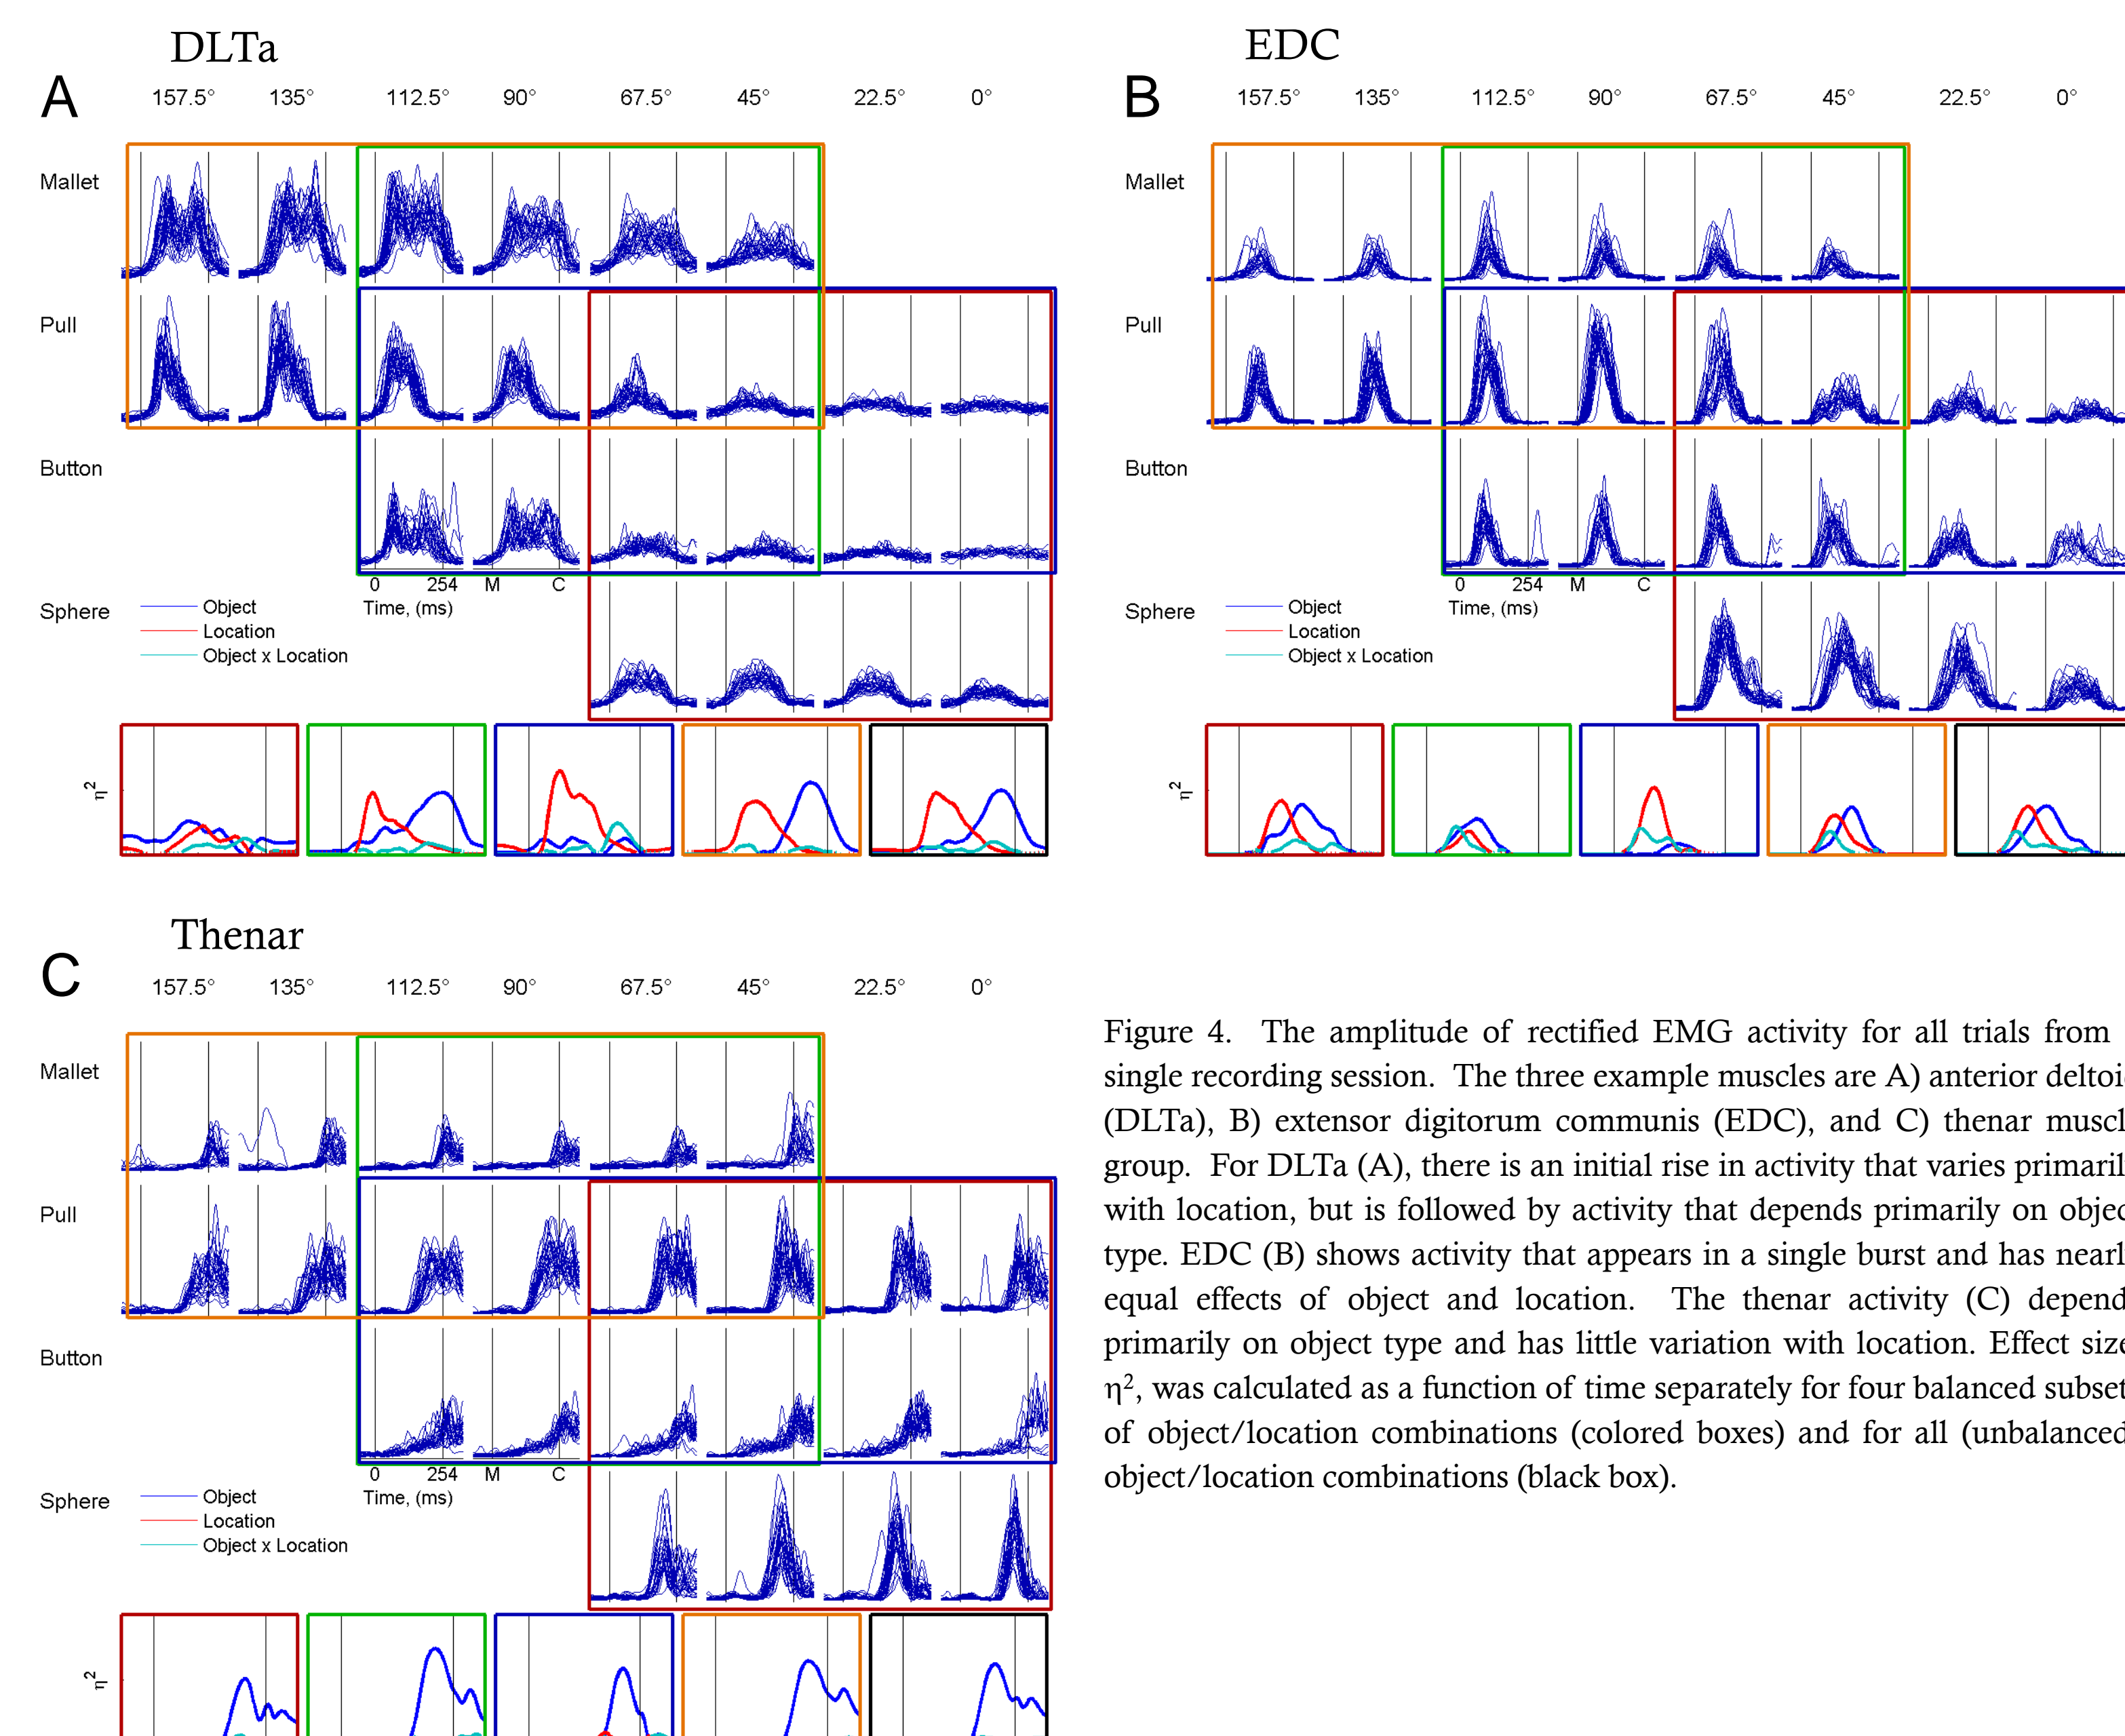 DLTa
A
157.5° 135° 112.5° 90° 67.5° 45° 22.5° 0°
Mallet
Pull
Button
0 254 M C
Time, (ms)
Sphere
Object
Location
Object x Location
η²
EDC
B
157.5° 135° 112.5° 90° 67.5° 45° 22.5° 0°
Mallet
Pull
Button
0 254 M C
Time, (ms)
Sphere
Object
Location
Object x Location
η²
Thenar
C
157.5° 135° 112.5° 90° 67.5° 45° 22.5° 0°
Mallet
Pull
Button
0 254 M C
Time, (ms)
Sphere
Object
Location
Object x Location
η²
Figure 4. The amplitude of rectified EMG activity for all trials from
single recording session. The three example muscles are A) anterior
(DLTa), B) extensor digitorum communis (EDC), and C) thenar
group. For DLTa (A), there is an initial rise in activity that varies
with location, but is followed by activity that depends primarily on
type. EDC (B) shows activity that appears in a single burst and has
equal effects of object and location. The thenar activity (C)
primarily on object type and has little variation with location. Effect
η², was calculated as a function of time separately for four balanced
of object/location combinations (colored boxes) and for all (unbalanced
object/location combinations (black box).